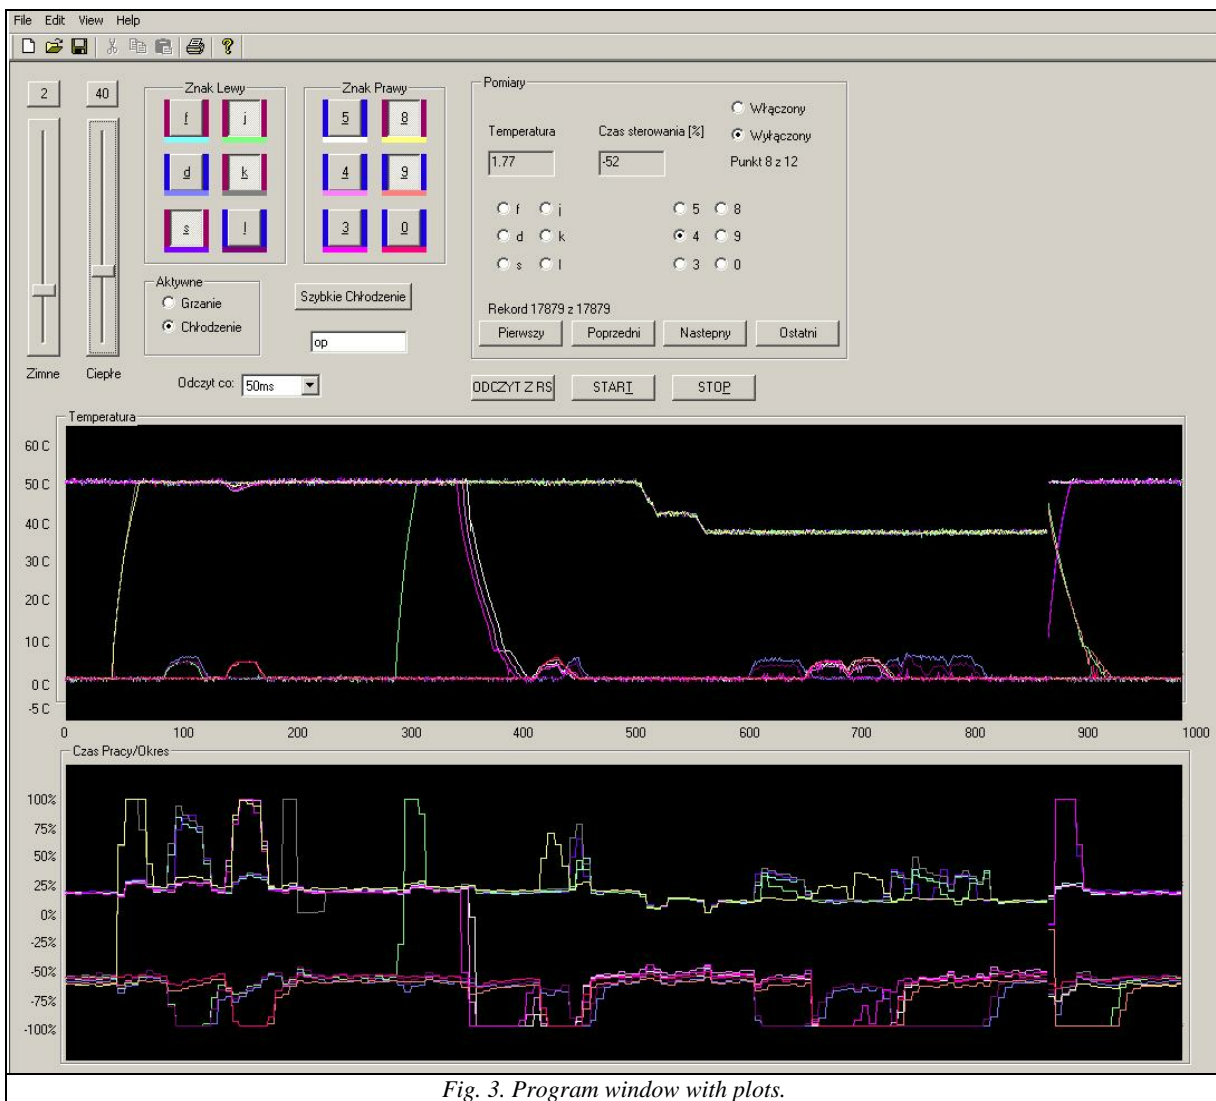 File Edit View Help
2 40
Znak Lewy
f j
d k
s l
Znak Prawy
5 8
4 9
3 0
Zimne Ciepłe
Aktywne
Grzanie
Chłodzenie
Szybkie Chłodzenie
op
Odczyt co: 50ms
Pomiary
Włączony
Temperatura Czas sterowania [%] Wyłączony
1.77 -52 Punkt 8 z 12
f j 5 8
d k 4 9
s l 3 0
Rekord 17879 z 17879
Pierwszy Poprzedni Nastepny Ostatni
ODCZYT Z RS START STOP
Temperatura
60 C
50 C
40 C
30 C
20 C
10 C
0 C
-5 C
0 100 200 300 400 500 600 700 800 900 1000
Czas Pracy/Okres
100%
75%
50%
25%
0%
-25%
-50%
-75%
-100%
Fig. 3. Program window with plots.